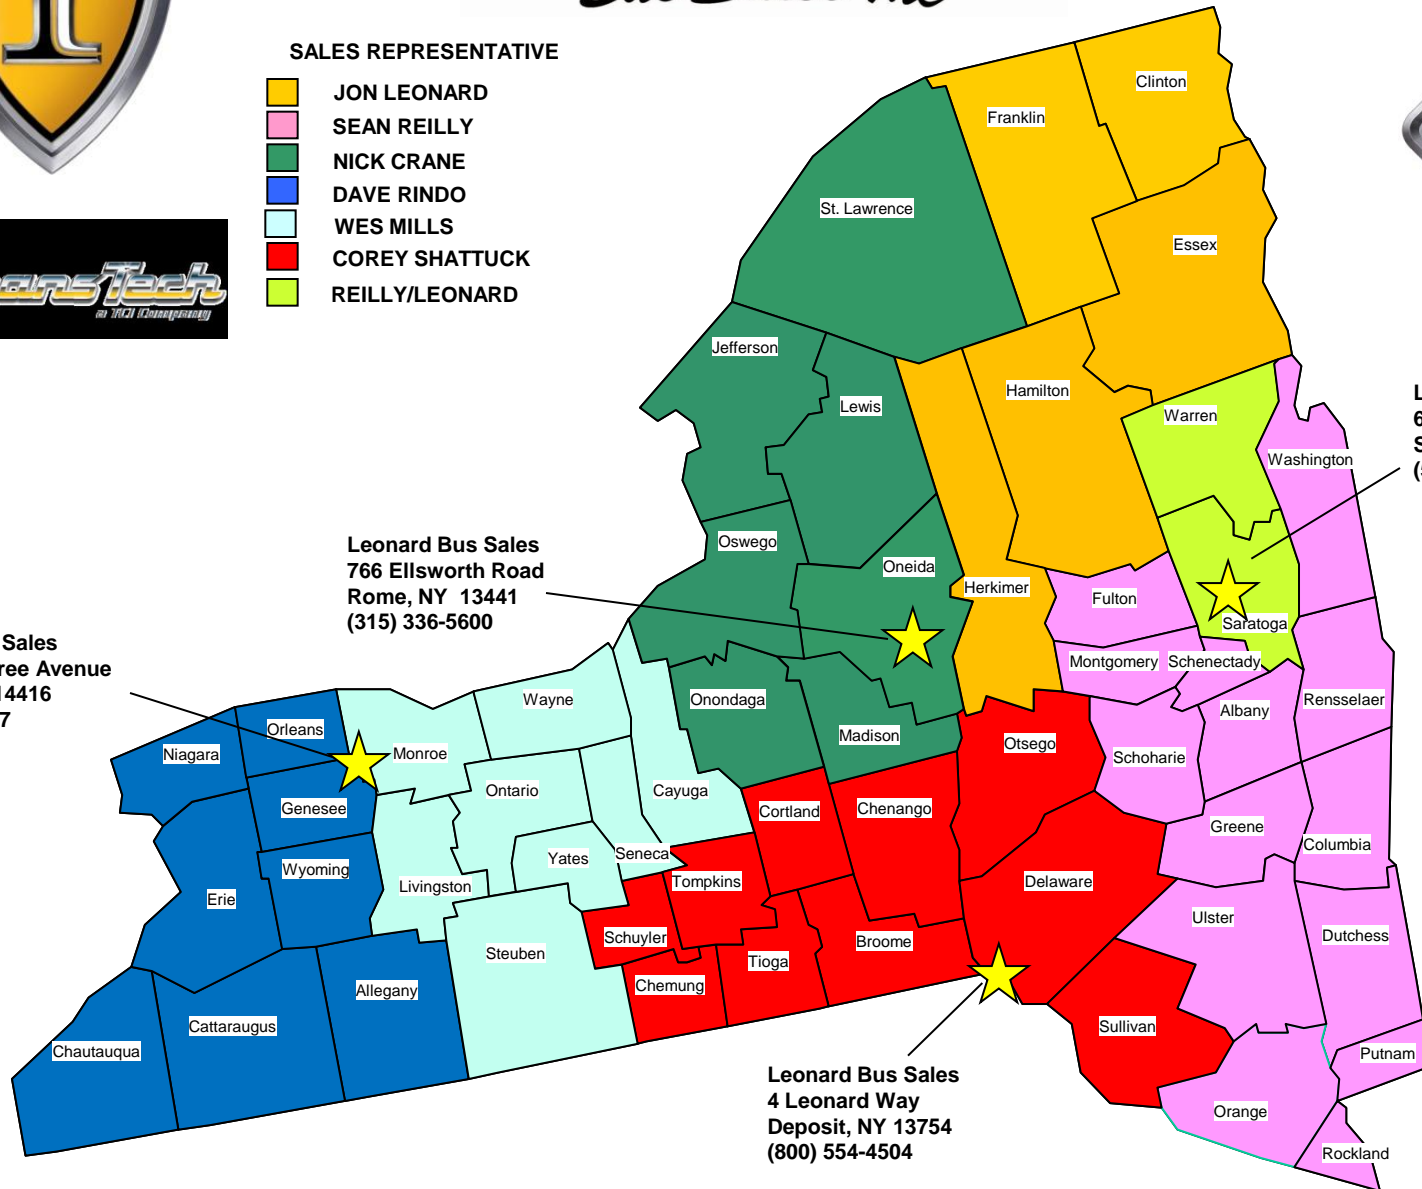 SALES REPRESENTATIVE
JON LEONARD
SEAN REILLY
NICK CRANE
DAVE RINDO
WES MILLS
COREY SHATTUCK
REILLY/LEONARD
a TCI Company
Clinton
Franklin
St. Lawrence
Essex
Jefferson
Hamilton
Lewis
Warren
Washington
Oswego
Oneida
Herkimer
Fulton
Saratoga
Montgomery
Schenectady
Leonard Bus Sales
766 Ellsworth Road
Rome, NY 13441
(315) 336-5600
Sales
ree Avenue
14416
7
Wayne
Onondaga
Rensselaer
Albany
Orleans
Madison
Otsego
Niagara
Monroe
Schoharie
Ontario
Cayuga
Genesee
Cortland
Chenango
Greene
Columbia
Seneca
Yates
Wyoming
Livingston
Tompkins
Delaware
Erie
Ulster
Dutchess
Schuyler
Broome
Steuben
Tioga
Chemung
Allegany
Cattaraugus
Sullivan
Chautauqua
Putnam
Orange
Rockland
Leonard Bus Sales
4 Leonard Way
Deposit, NY 13754
(800) 554-4504
L
6
S
(5